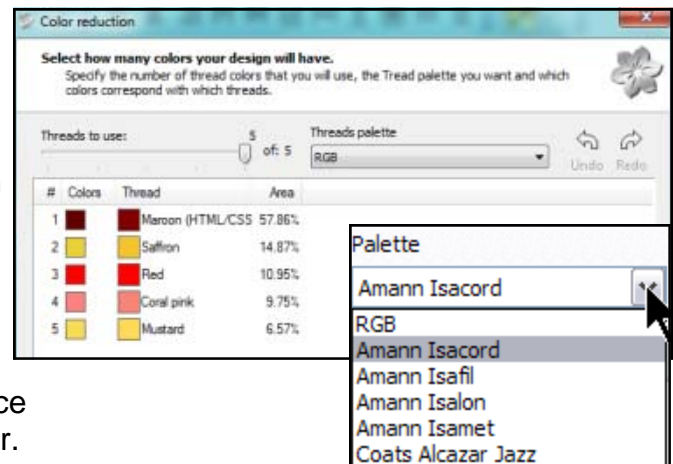 Color reduction
Select how many colors your design will have.
Specify the number of thread colors that you will use, the Tread palette you want and which
colors correspond with which threads.
Threads to use:
5
of: 5
Threads palette
RGB
Undo
Redo
# Colors Thread Area
1 Maroon (HTML/CSS 57.86%
2 Saffron 14.87%
3 Red 10.95%
4 Coral pink 9.75%
5 Mustard 6.57%
Palette
Amann Isacord
RGB
Amann Isacord
Amann Isafil
Amann Isalon
Amann Isamet
Coats Alcazar Jazz
ce
r.